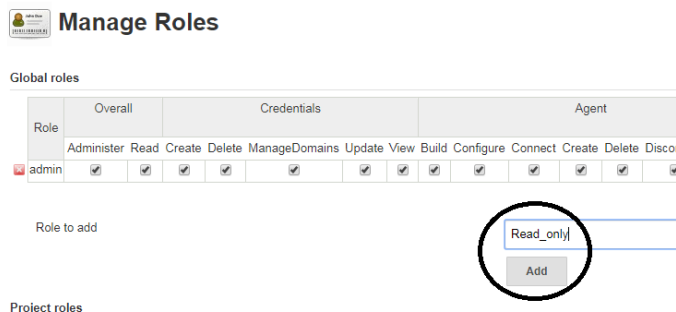 Manage Roles
Global roles
Role Overall Credentials Agent
Administer Read Create Delete ManageDomains Update View Build Configure Connect Create Delete Disco
admin
Role to add
Read_only
Add
Project roles